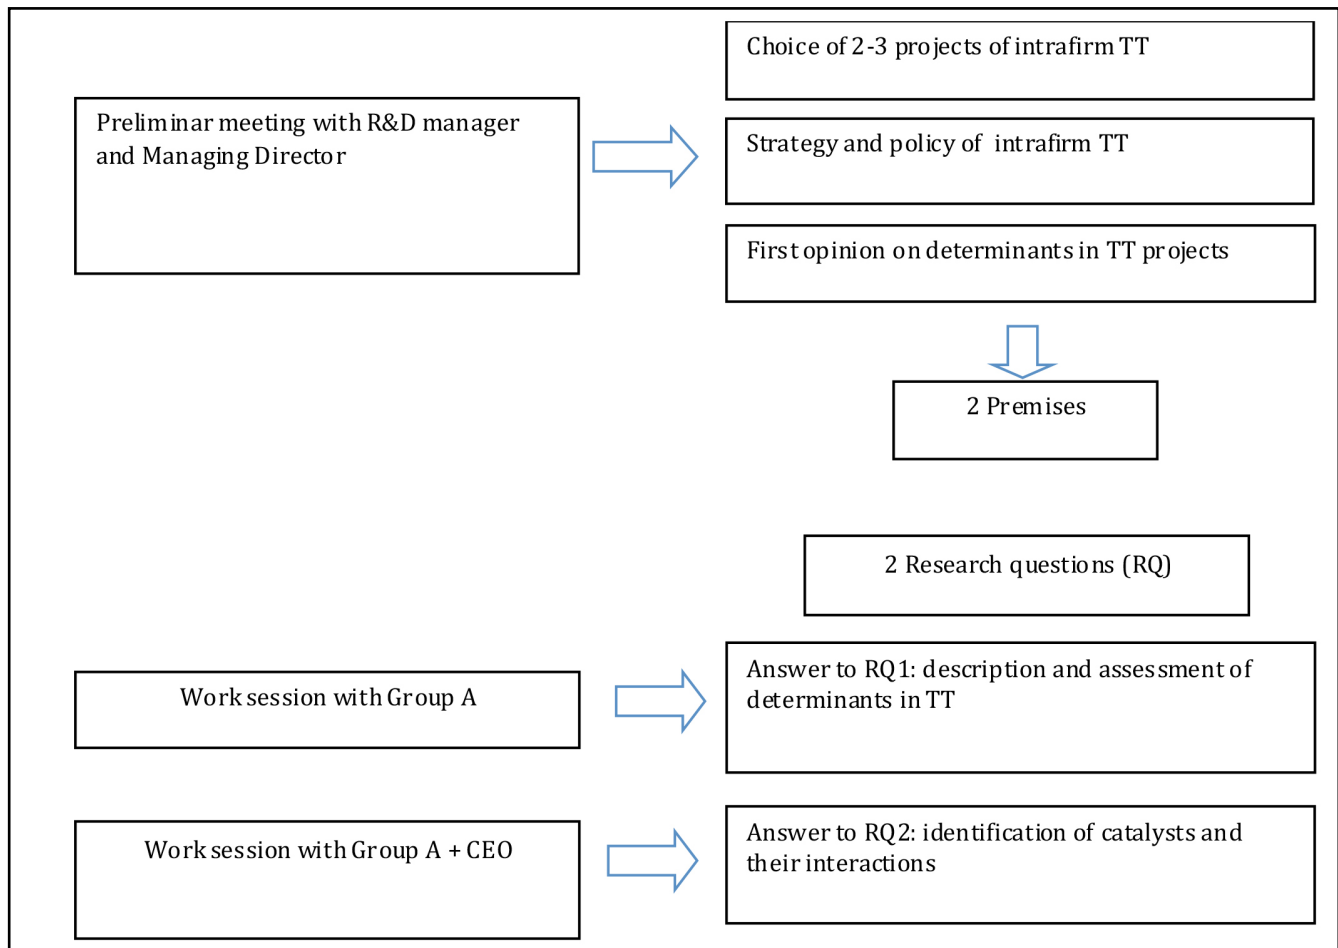 Choice of 2-3 projects of intrafirm TT
Preliminar meeting with R&D manager
and Managing Director
Strategy and policy of intrafirm TT
First opinion on determinants in TT projects
2 Premises
2 Research questions (RQ)
Work session with Group A
Answer to RQ1: description and assessment of
determinants in TT
Work session with Group A + CEO
Answer to RQ2: identification of catalysts and
their interactions